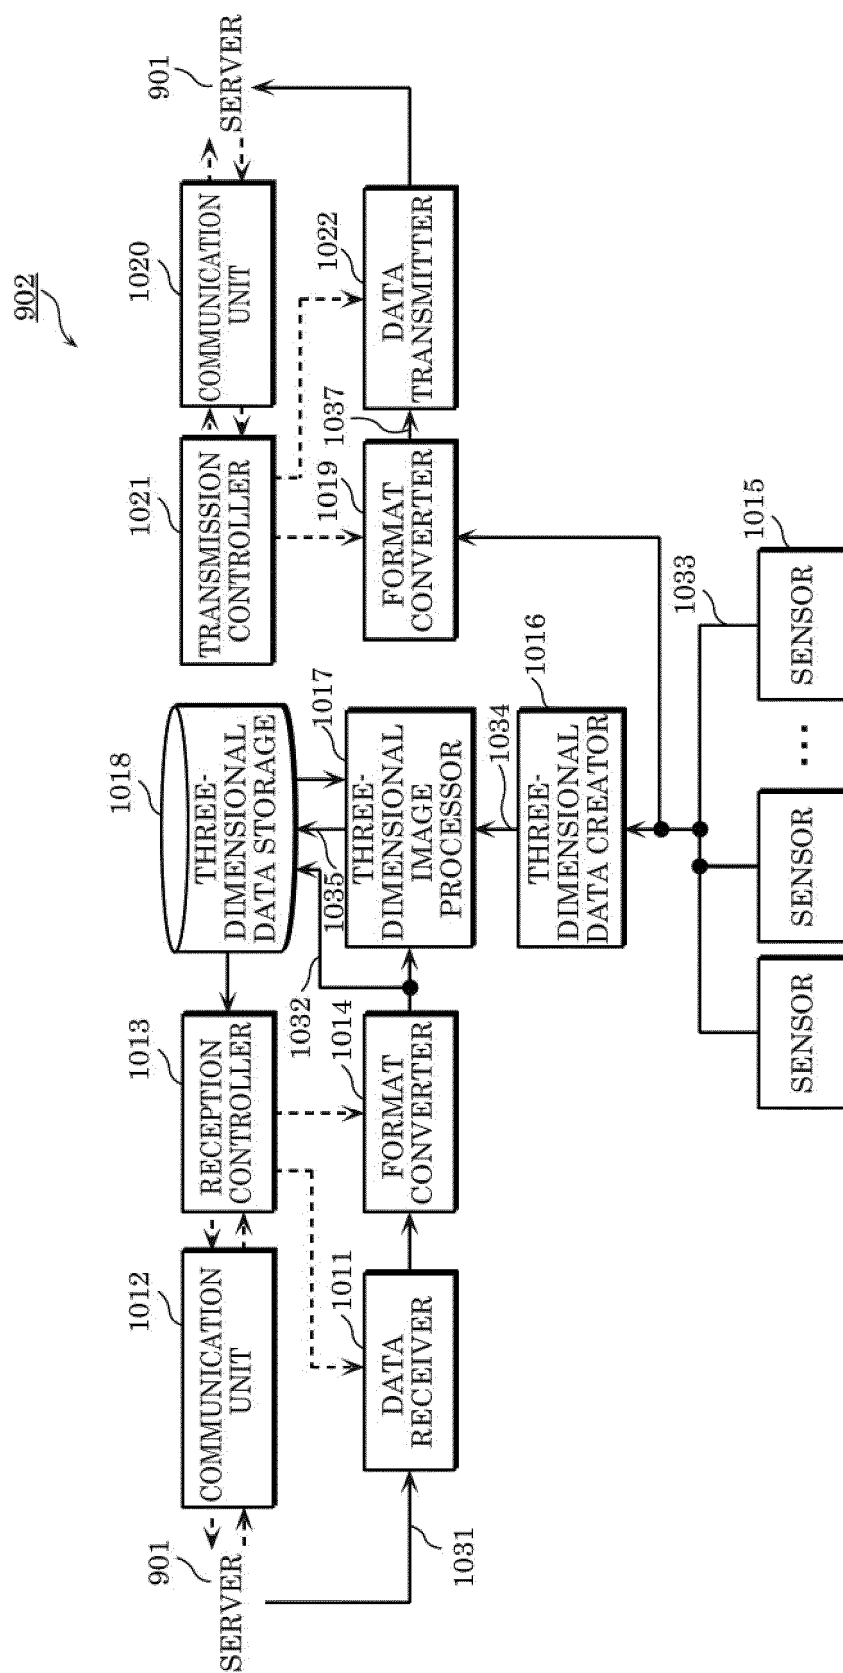 902
901
SERVER
1012
COMMUNICATION
UNIT
1013
RECEPTION
CONTROLLER
1018
THREE-
DIMENSIONAL
DATA STORAGE
1021
TRANSMISSION
CONTROLLER
1020
COMMUNICATION
UNIT
901
SERVER
1031
1011
DATA
RECEIVER
1014
FORMAT
CONVERTER
1032
1035
1017
THREE-
DIMENSIONAL
IMAGE
PROCESSOR
1019
FORMAT
CONVERTER
1037
1022
DATA
TRANSMITTER
1034
1016
THREE-
DIMENSIONAL
DATA CREATOR
1033
1015
SENSOR
SENSOR
...
SENSOR